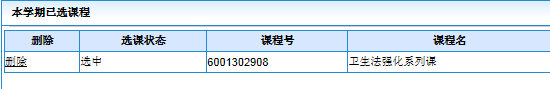 本学期已选课程
删除 选课状态 课程号 课程名
删除 选中 6001302908 卫生法强化系列课